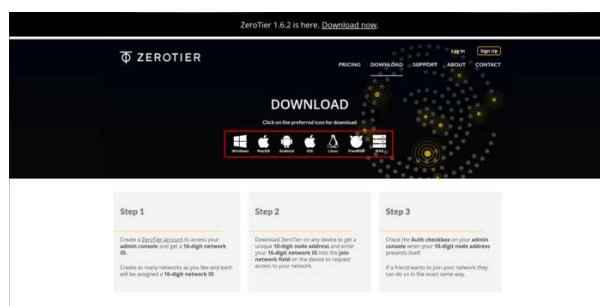 ZeroTier 1.6.2 is here. Download now.
ZEROTIER
Log In
Sign Up
PRICING
DOWNLOAD
SUPPORT
ABOUT
CONTACT
DOWNLOAD
Click on the preferred icon for download
Windows
MacOS
Android
iOS
Linux
FreeBSD
NAS
Step 1
Create a ZeroTier account to access your
admin console and get a 16-digit network
ID.
Create as many networks as you like and each
will be assigned a 16-digit network ID.
Step 2
Download ZeroTier on any device to get a
unique 10-digit node address and enter
your 16-digit network ID into the join
network field on the device to request
access to your network.
Step 3
Check the Auth checkbox on your admin
console when your 10-digit node address
presents itself.
If a friend wants to join your network they
can do so in the exact same way.